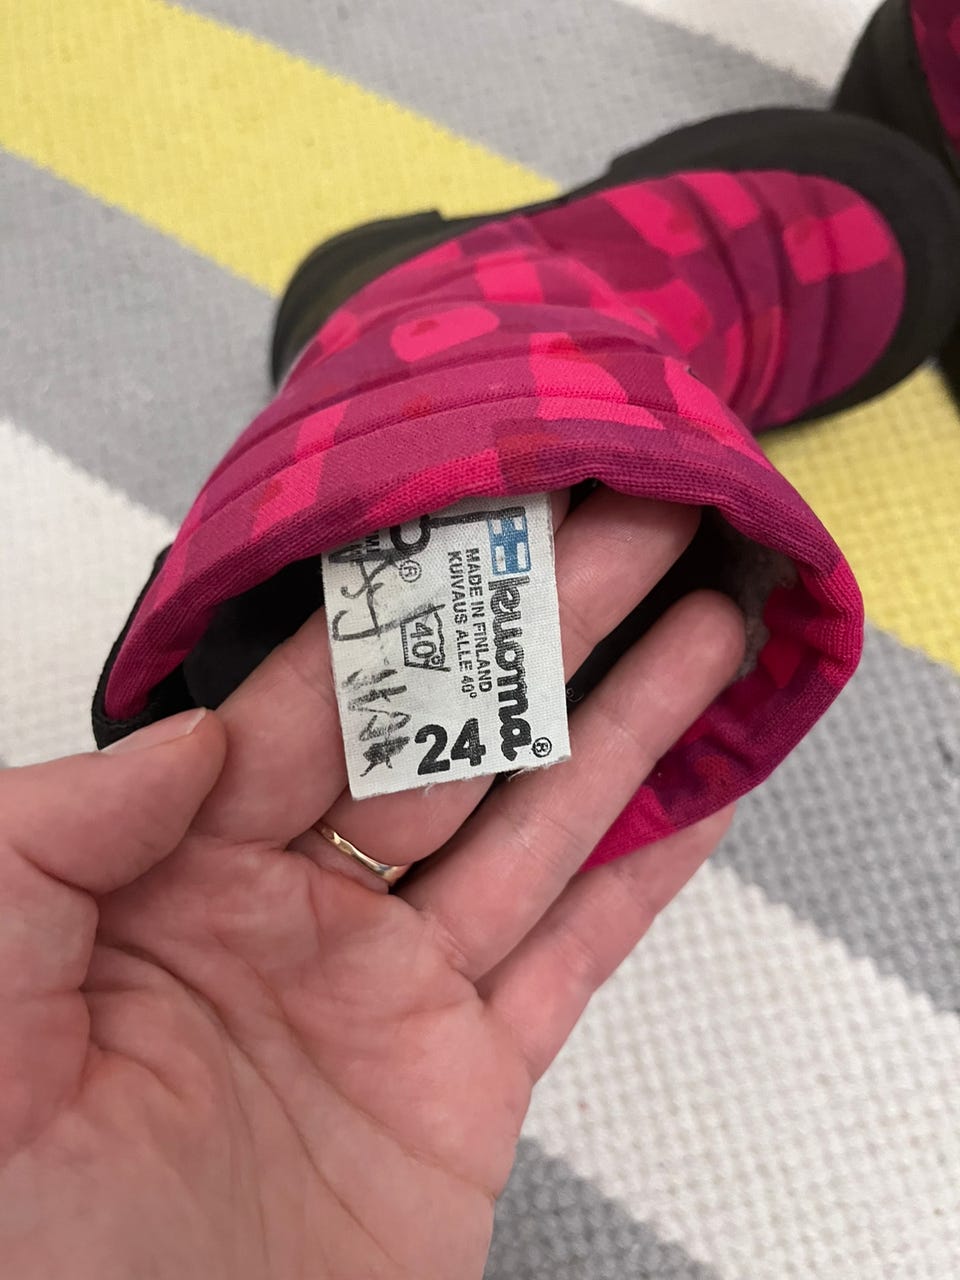 kuoma®
MADE IN FINLAND
KUIVAUS ALLE 40°
40°
®
24